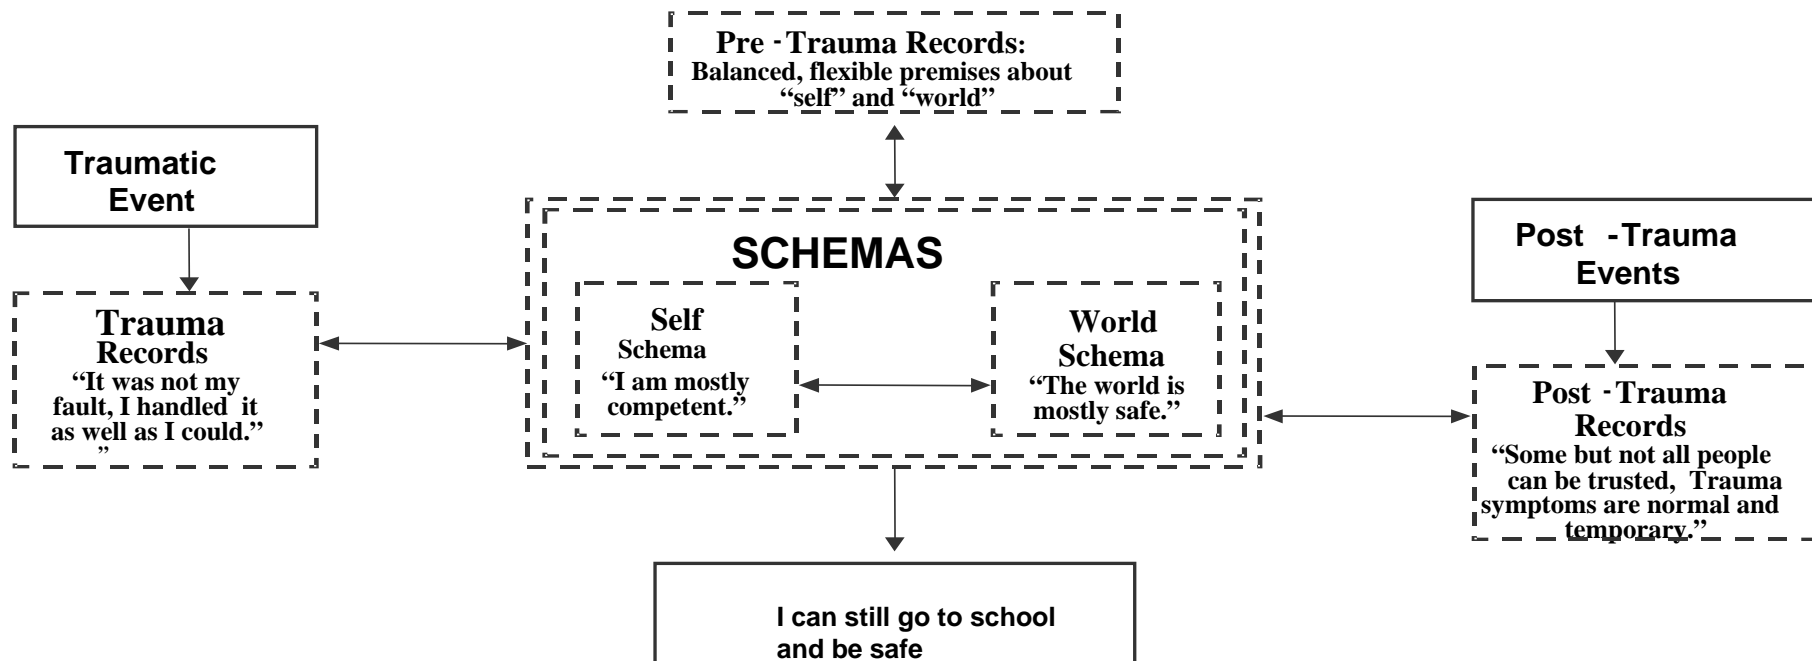 Pre - Trauma Records:
Balanced, flexible premises about
“self” and “world”
Traumatic
Event
Trauma
Records
“It was not my
fault, I handled it
as well as I could.”
”
SCHEMAS
Self
Schema
“I am mostly
competent.”
World
Schema
“The world is
mostly safe.”
Post - Trauma
Events
Post - Trauma
Records
“Some but not all people
can be trusted, Trauma
symptoms are normal and
temporary.”
I can still go to school
and be safe